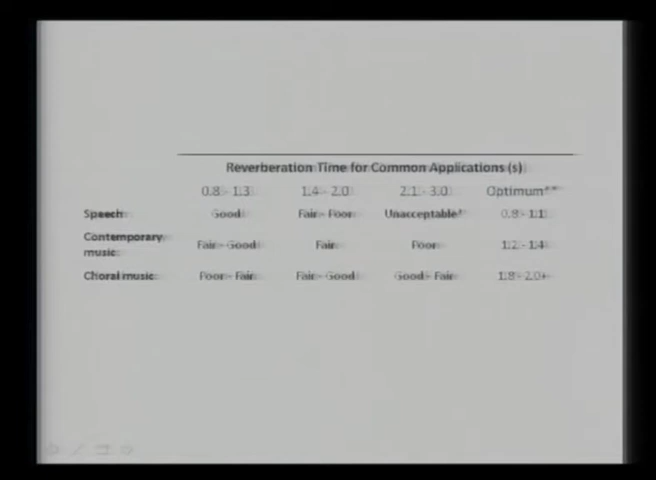 Reverberation Time for Common Applications (s)
0.8 - 1.3 1.4 - 2.0 2.1 - 3.0 Optimum**
Speech Good Fair - Poor Unacceptable* 0.8 - 1.1
Contemporary music Fair - Good Fair Poor 1.2 - 1.4
Choral music Poor - Fair Fair - Good Good - Fair 1.8 - 2.0+